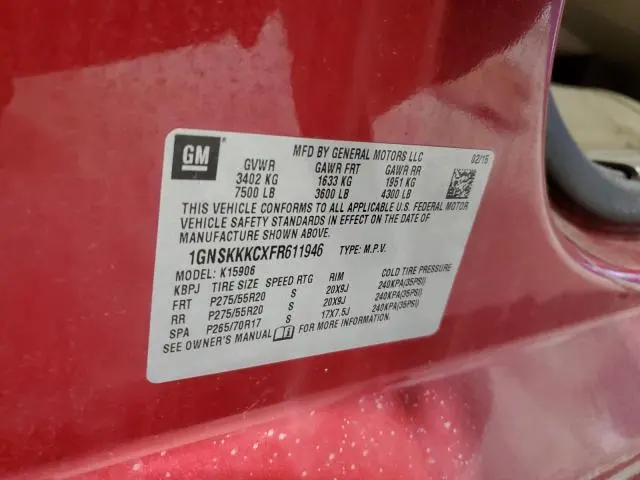 GM
MFD BY GENERAL MOTORS LLC 02/15
GVWR GAWR FRT GAWR RR
3402 KG 1633 KG 1951 KG
7500 LB 3600 LB 4300 LB
THIS VEHICLE CONFORMS TO ALL APPLICABLE U.S. FEDERAL MOTOR
VEHICLE SAFETY STANDARDS IN EFFECT ON THE DATE OF
MANUFACTURE SHOWN ABOVE.
1GNSKKKCXFR611946 TYPE: M.P.V.
MODEL: K15906
KBPJ TIRE SIZE SPEED RTG RIM COLD TIRE PRESSURE
FRT P275/55R20 S 20X9J 240KPA(35PSI)
RR P275/55R20 S 20X9J 240KPA(35PSI)
SPA P265/70R17 S 17X7.5J 240KPA(35PSI)
SEE OWNER'S MANUAL FOR MORE INFORMATION.